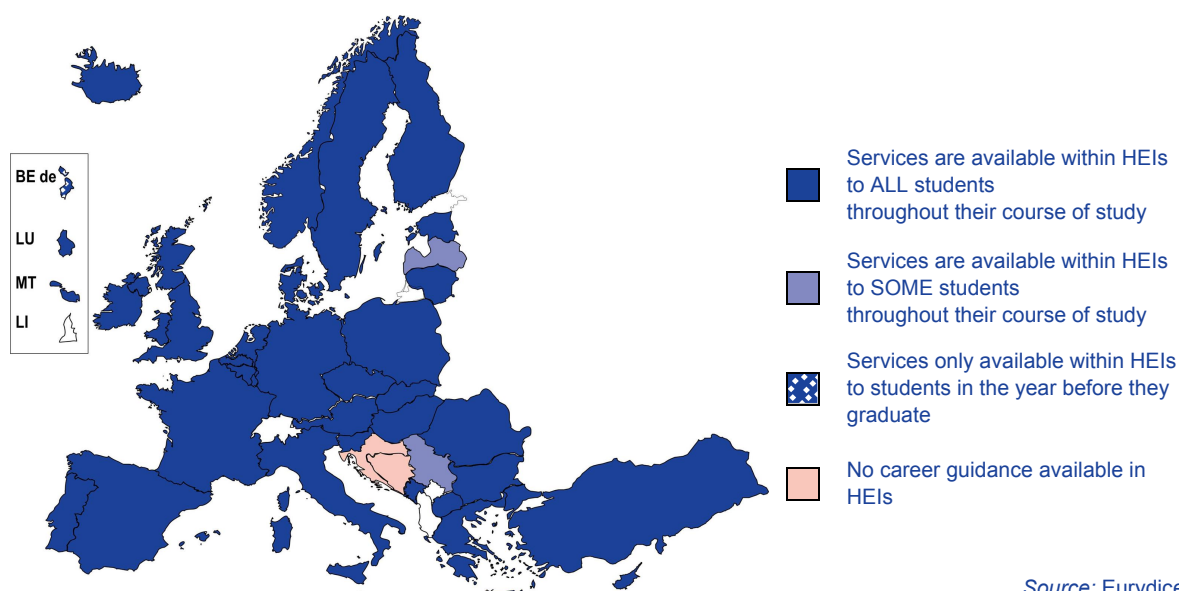 BE de
LU
MT
LI
Services are available within HEIs
to ALL students
throughout their course of study
Services are available within HEIs
to SOME students
throughout their course of study
Services only available within HEIs
to students in the year before they
graduate
No career guidance available in
HEIs
Source: Eurydice